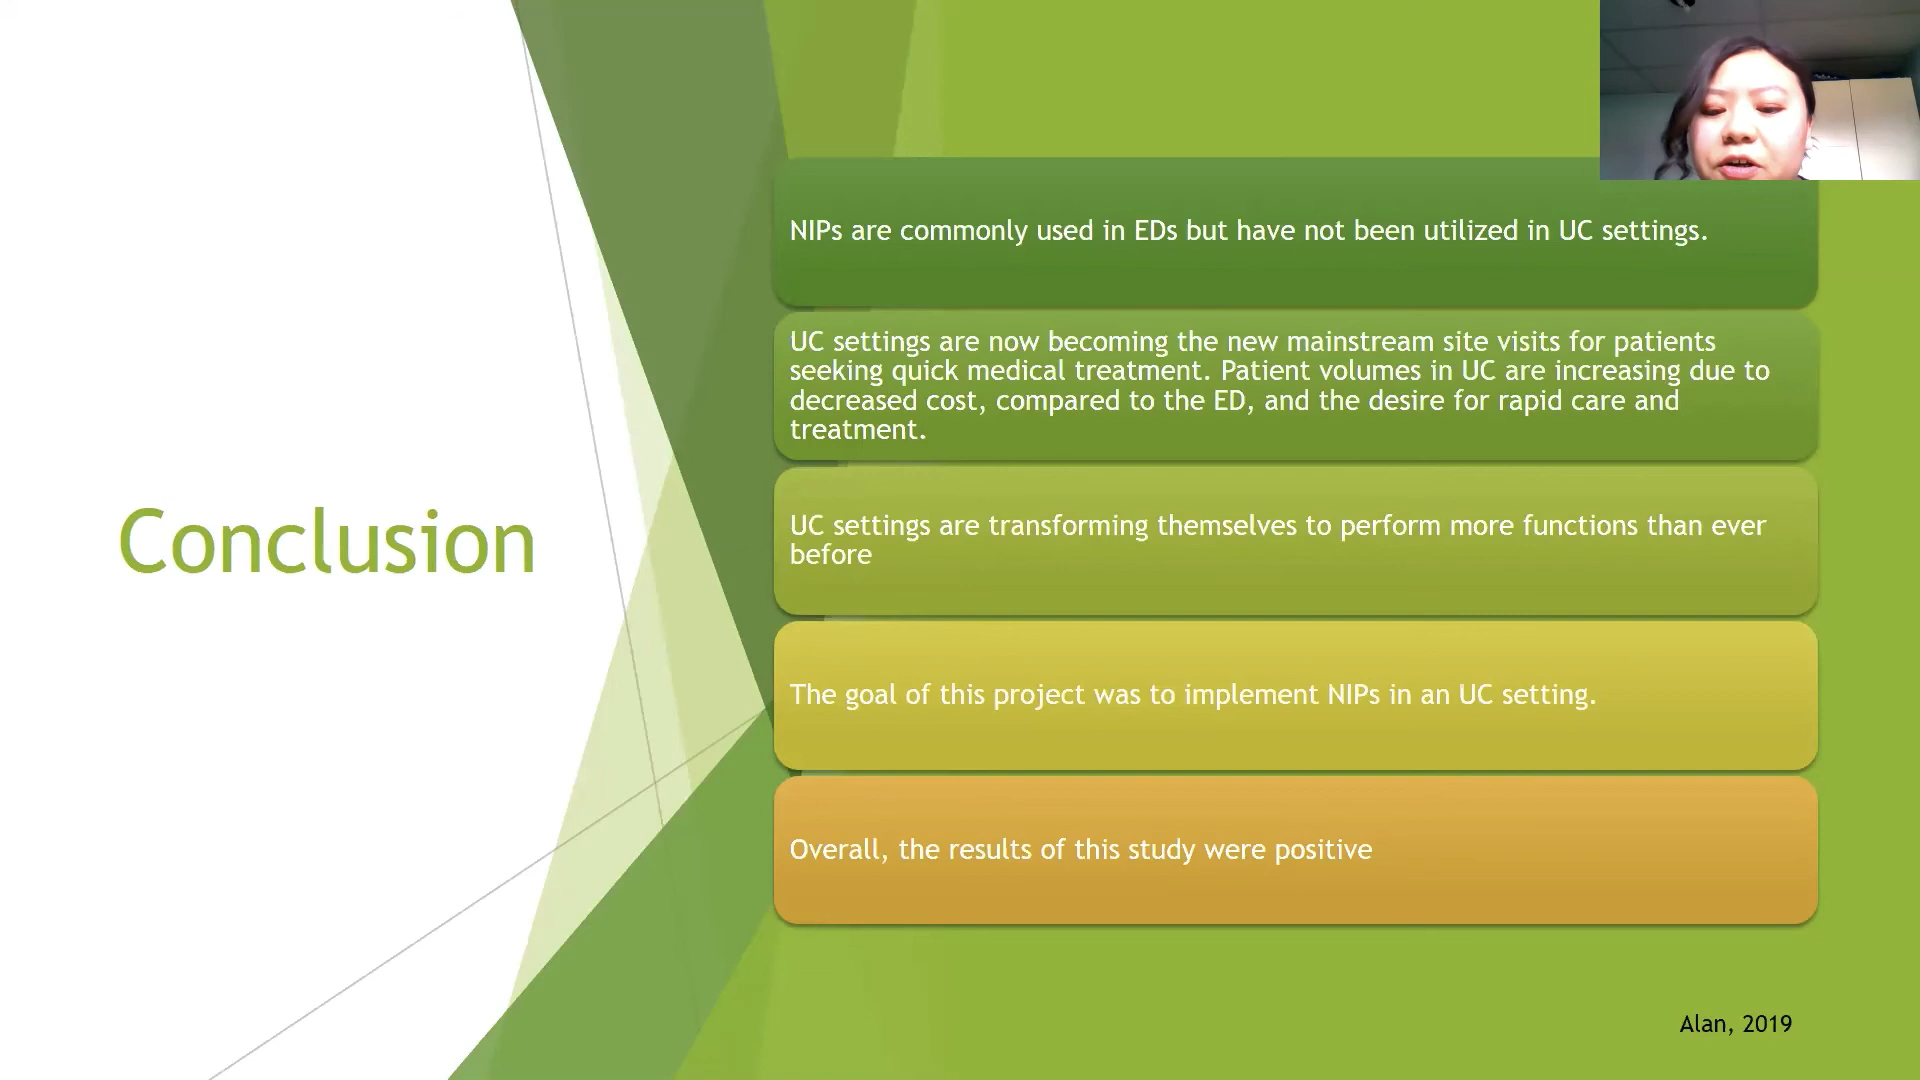 Conclusion
NIPs are commonly used in EDs but have not been utilized in UC settings.
UC settings are now becoming the new mainstream site visits for patients
seeking quick medical treatment. Patient volumes in UC are increasing due to
decreased cost, compared to the ED, and the desire for rapid care and
treatment.
UC settings are transforming themselves to perform more functions than ever
before
The goal of this project was to implement NIPs in an UC setting.
Overall, the results of this study were positive
Alan, 2019